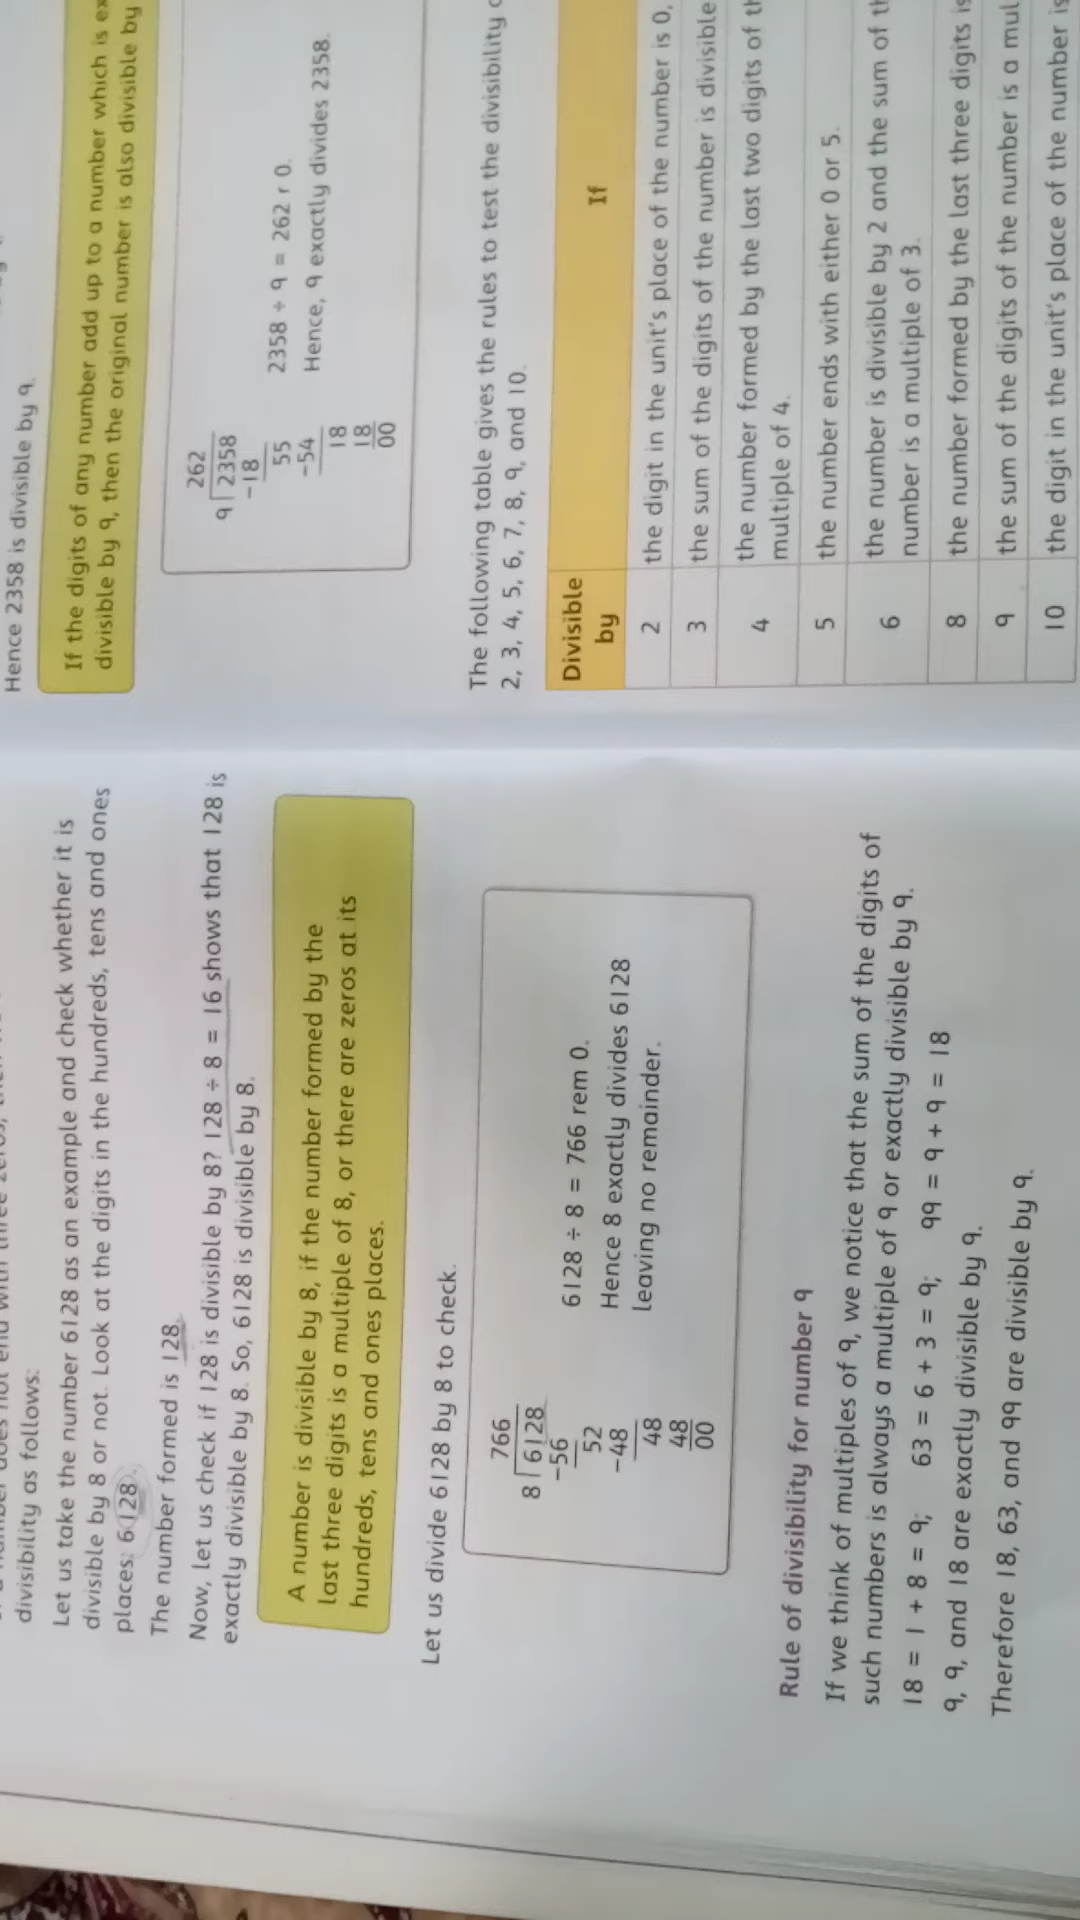 divisibility as follows:
Let us take the number 6128 as an example and check whether it is
divisible by 8 or not. Look at the digits in the hundreds, tens and ones
places: 6128.
The number formed is 128.
Now, let us check if 128 is divisible by 8? 128 ÷ 8 = 16 shows that 128 is
exactly divisible by 8. So, 6128 is divisible by 8.
A number is divisible by 8, if the number formed by the
last three digits is a multiple of 8, or there are zeros at its
hundreds, tens and ones places.
Let us divide 6128 by 8 to check.
766
8 6128
-56
52
-48
48
48
00
6128 ÷ 8 = 766 rem 0.
Hence 8 exactly divides 6128
leaving no remainder.
Rule of divisibility for number 9
If we think of multiples of 9, we notice that the sum of the digits of
such numbers is always a multiple of 9 or exactly divisible by 9.
18 = 1 + 8 = 9; 63 = 6 + 3 = 9; 99 = 9 + 9 = 18
9, 9, and 18 are exactly divisible by 9.
Therefore 18, 63, and 99 are divisible by 9.
Hence 2358 is divisible by 9.
If the digits of any number add up to a number which is
divisible by 9, then the original number is also divisible by
262
9 2358
-18
55
-54
18
18
00
2358 ÷ 9 = 262 r 0.
Hence, 9 exactly divides 2358.
The following table gives the rules to test the divisibility
2, 3, 4, 5, 6, 7, 8, 9, and 10.
Divisible by If
2 the digit in the unit's place of the number is 0,
3 the sum of the digits of the number is divisible
4 the number formed by the last two digits of
multiple of 4.
5 the number ends with either 0 or 5.
6 the number is divisible by 2 and the sum of
number is a multiple of 3.
8 the number formed by the last three digits is
9 the sum of the digits of the number is a
10 the digit in the unit's place of the number is